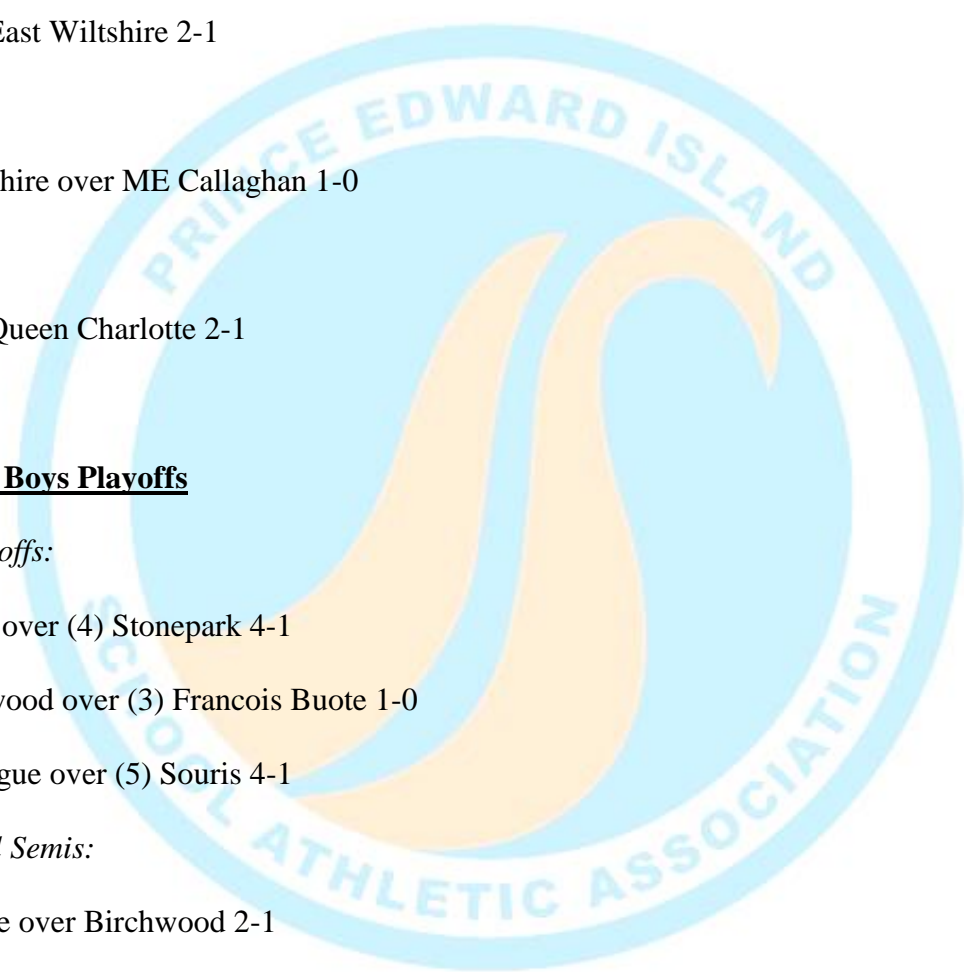 East Wiltshire 2-1
hire over ME Callaghan 1-0
Queen Charlotte 2-1
Boys Playoffs
offs:
over (4) Stonepark 4-1
wood over (3) Francois Buote 1-0
gue over (5) Souris 4-1
Semis:
e over Birchwood 2-1
PRINCE EDWARD ISLAND
SCHOOL ATHLETIC ASSOCIATION